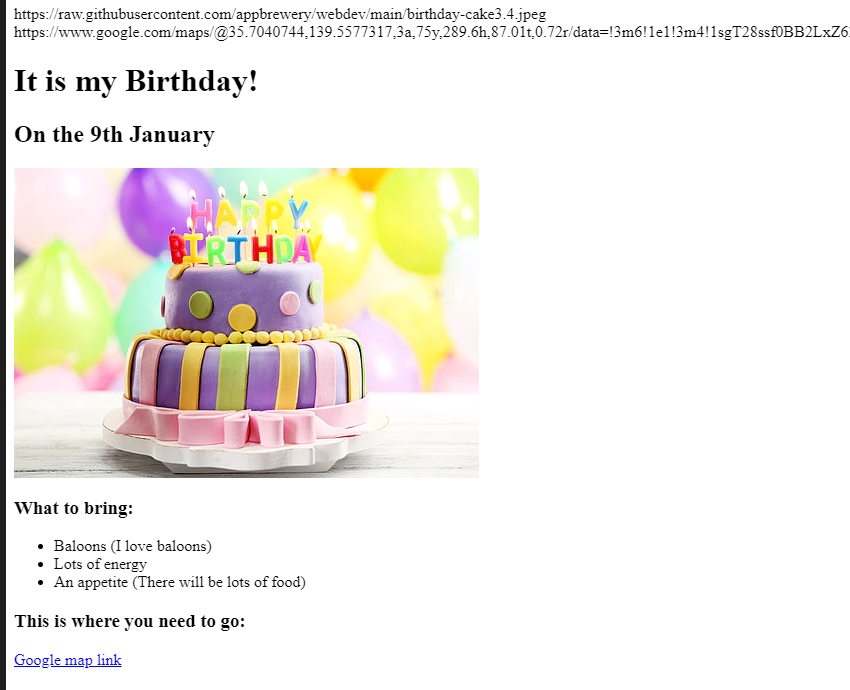 https://raw.githubusercontent.com/appbrewery/webdev/main/birthday-cake3.4.jpeg
https://www.google.com/maps/@35.7040744,139.5577317,3a,75y,289.6h,87.01t,0.72r/data=!3m6!1e1!3m4!1sgT28ssf0BB2LxZ6
It is my Birthday!
On the 9th January
HAPPY
BIRTHDAY
What to bring:
Baloons (I love baloons)
Lots of energy
An appetite (There will be lots of food)
This is where you need to go:
Google map link